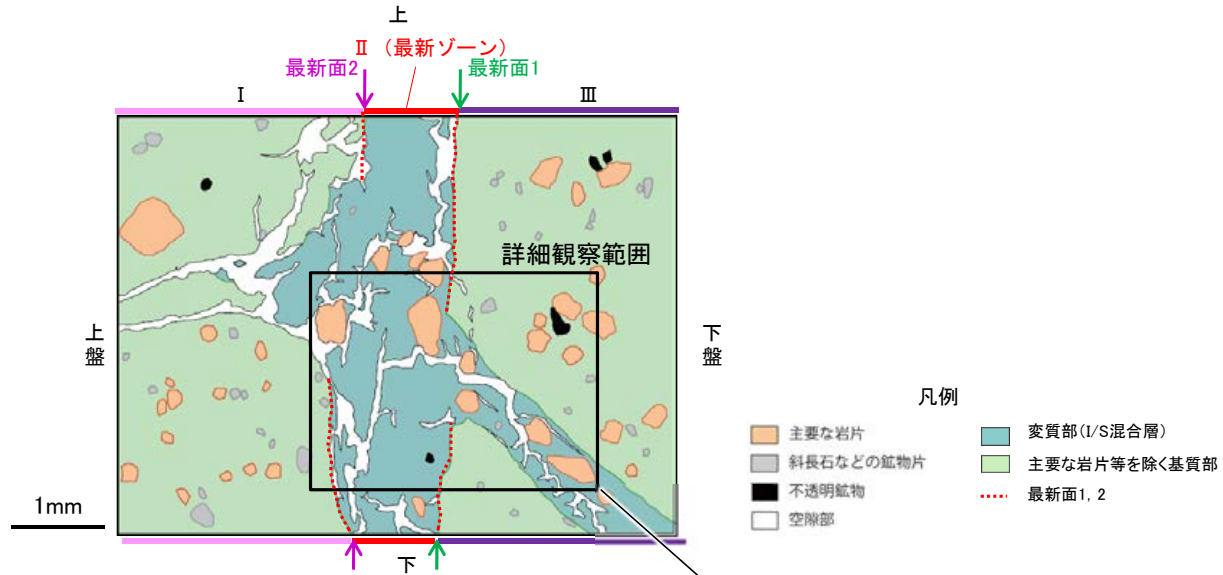 上
Ⅱ （最新ゾーン）
最新面2
最新面1
Ⅰ
Ⅲ
詳細観察範囲
上盤
下盤
1mm
下
凡例
主要な岩片
斜長石などの鉱物片
不透明鉱物
空隙部
変質部(I/S混合層)
主要な岩片等を除く基質部
最新面1, 2